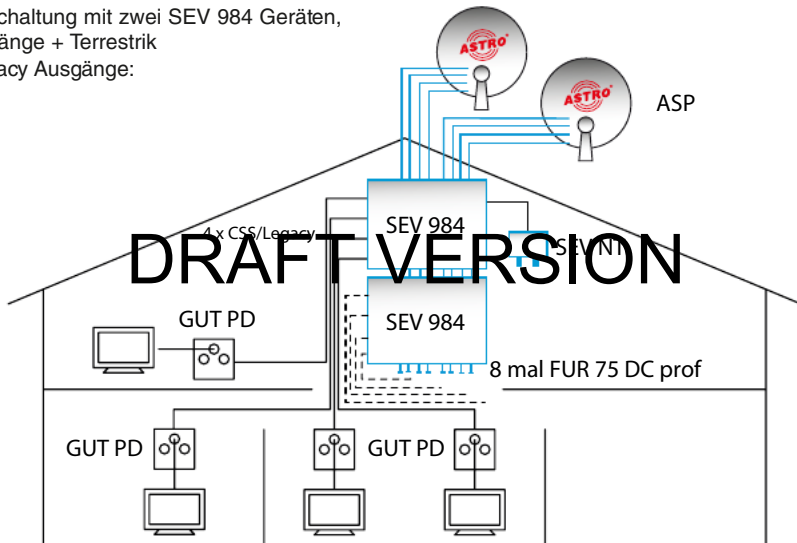 chaltung mit zwei SEV 984 Geräten,
änge + Terrestrik
acy Ausgänge:
ASTRO
ASTRO
ASP
4 x CSS/Legacy
SEV 984
SEV NT
DRAFT VERSION
GUT PD
SEV 984
8 mal FUR 75 DC prof
GUT PD
GUT PD